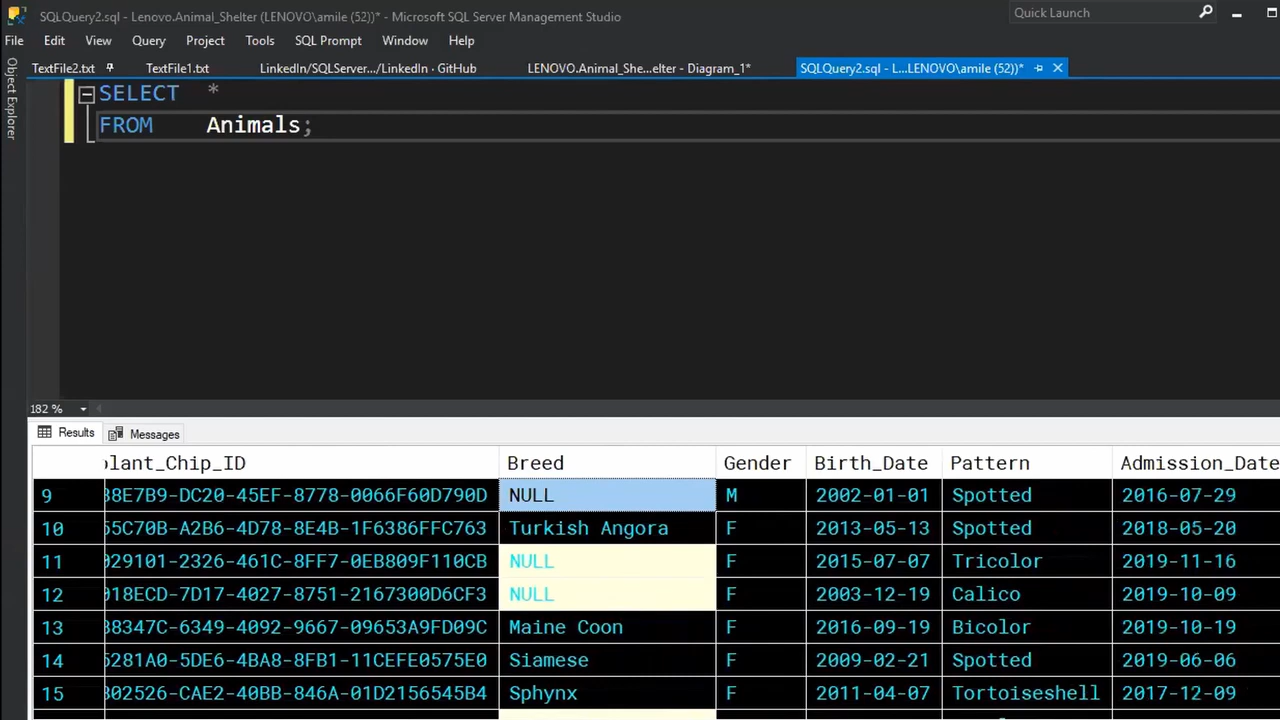 SQLQuery2.sql - Lenovo.Animal_Shelter (LENOVO\amile (52))* - Microsoft SQL Server Management Studio
Quick Launch
File Edit View Query Project Tools SQL Prompt Window Help
TextFile2.txt TextFile1.txt LinkedIn/SQLServer.../LinkedIn · GitHub LENOVO.Animal_She...elter - Diagram_1* SQLQuery2.sql - L...LENOVO\amile (52))*
Object Explorer
SELECT *
FROM Animals;
182 %
Results Messages
plant_Chip_ID Breed Gender Birth_Date Pattern Admission_Date
9 38E7B9-DC20-45EF-8778-0066F60D790D NULL M 2002-01-01 Spotted 2016-07-29
10 55C70B-A2B6-4D78-8E4B-1F6386FFC763 Turkish Angora F 2013-05-13 Spotted 2018-05-20
11 029101-2326-461C-8FF7-0EB809F110CB NULL F 2015-07-07 Tricolor 2019-11-16
12 018ECD-7D17-4027-8751-2167300D6CF3 NULL F 2003-12-19 Calico 2019-10-09
13 38347C-6349-4092-9667-09653A9FD09C Maine Coon F 2016-09-19 Bicolor 2019-10-19
14 5281A0-5DE6-4BA8-8FB1-11CEFE0575E0 Siamese F 2009-02-21 Spotted 2019-06-06
15 302526-CAE2-40BB-846A-01D2156545B4 Sphynx F 2011-04-07 Tortoiseshell 2017-12-09